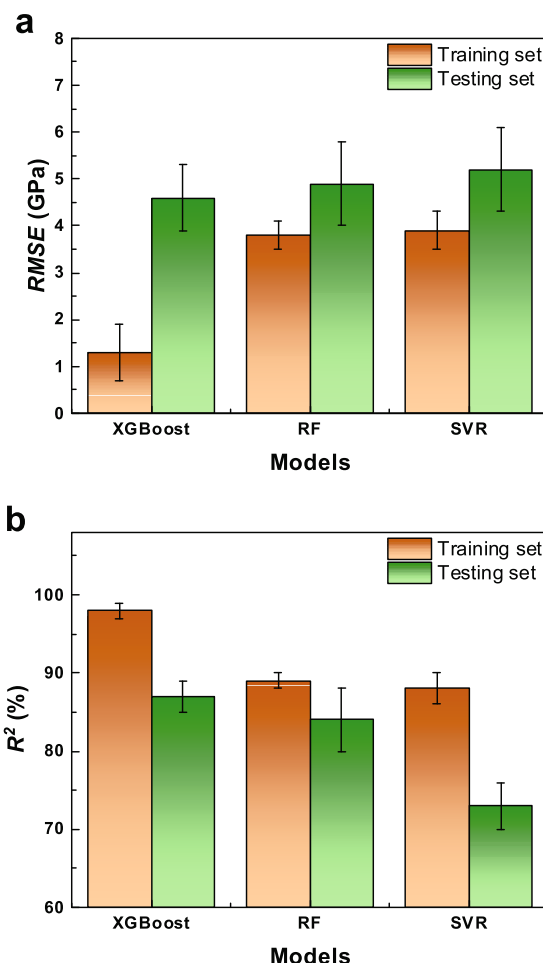 a
8
7
6
5
4
3
2
1
0
RMSE (GPa)
Training set
Testing set
XGBoost RF SVR
Models
b
100
90
80
70
60
R² (%)
Training set
Testing set
XGBoost RF SVR
Models